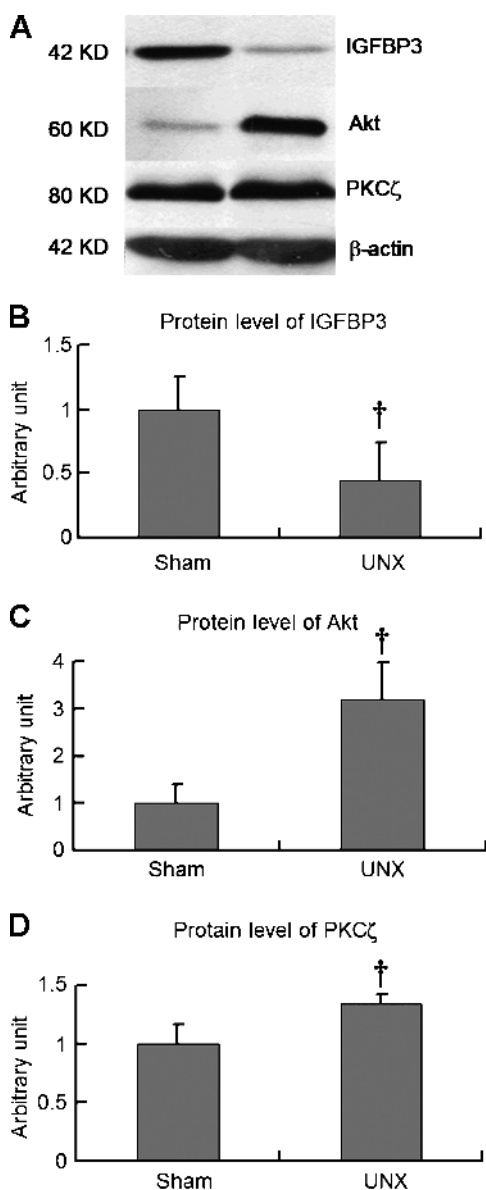 A
42 KD IGFBP3
60 KD Akt
80 KD PKCζ
42 KD β-actin
B
Protein level of IGFBP3
Arbitrary unit
1.5
1
0.5
0
Sham UNX
†
C
Protein level of Akt
Arbitrary unit
4
3
2
1
0
Sham UNX
†
D
Protain level of PKCζ
Arbitrary unit
1.5
1
0.5
0
Sham UNX
†